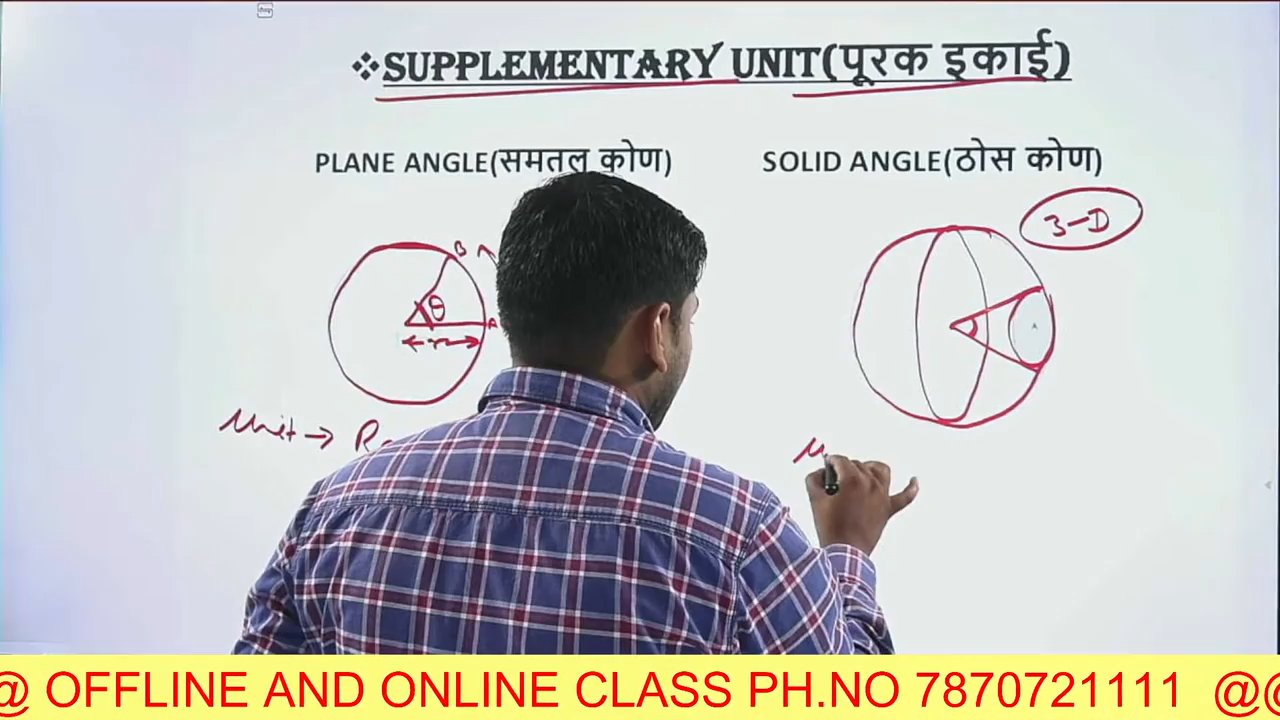 ❖SUPPLEMENTARY UNIT(पूरक इकाई)
PLANE ANGLE(समतल कोण)
SOLID ANGLE(ठोस कोण)
3-D
B
θ
A
r
Unit →
@ OFFLINE AND ONLINE CLASS PH.NO 7870721111 @@